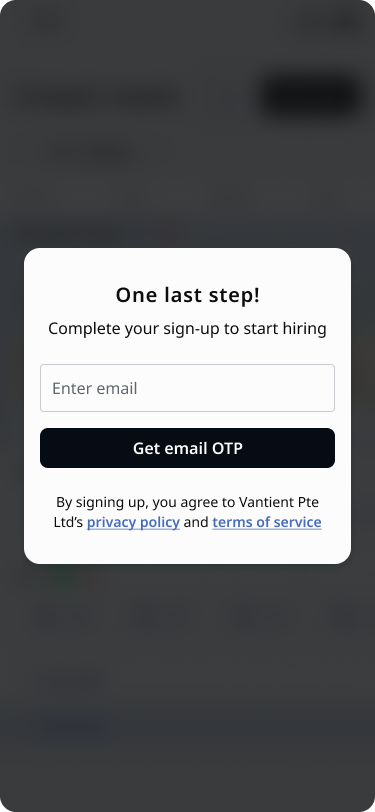 One last step!
Complete your sign-up to start hiring
Enter email
Get email OTP
By signing up, you agree to Vantient Pte
Ltd’s privacy policy and terms of service